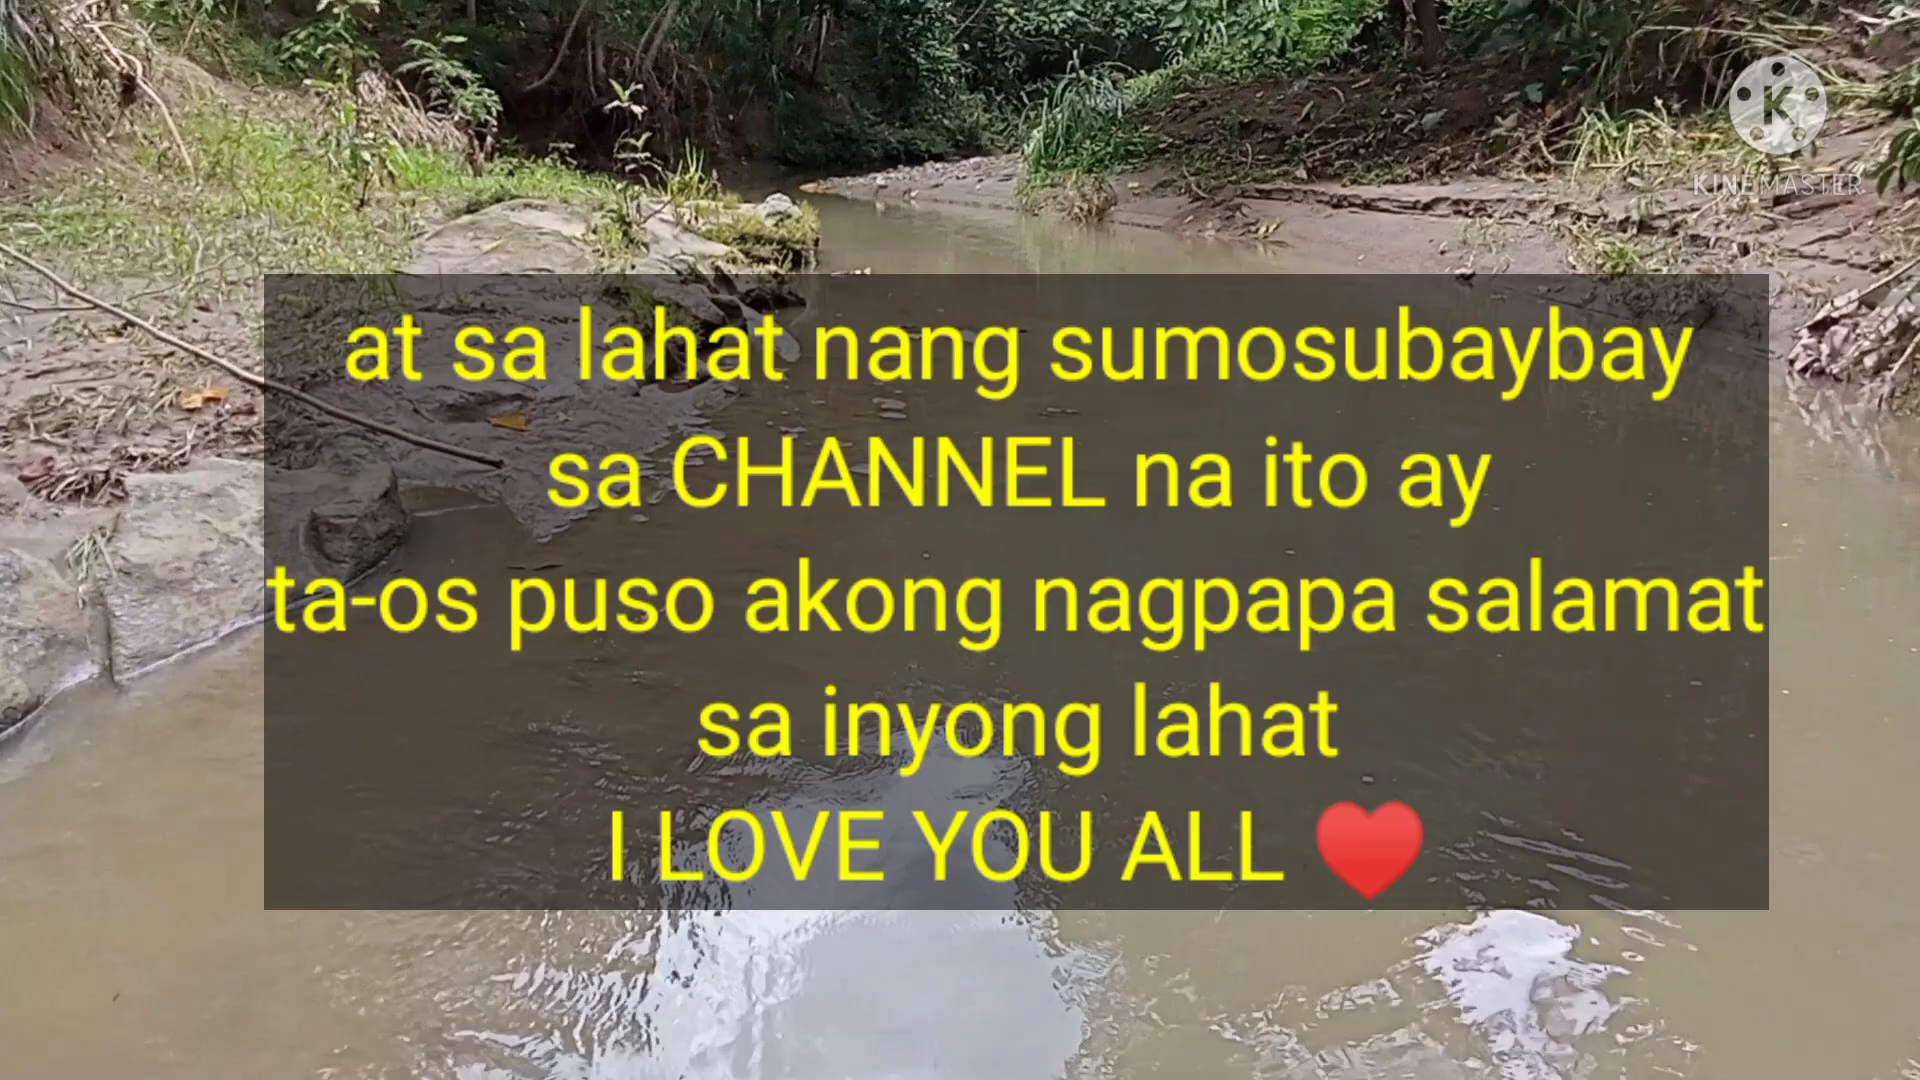 KINEMASTER
at sa lahat nang sumosubaybay
sa CHANNEL na ito ay
ta-os puso akong nagpapa salamat
sa inyong lahat
I LOVE YOU ALL ♥️